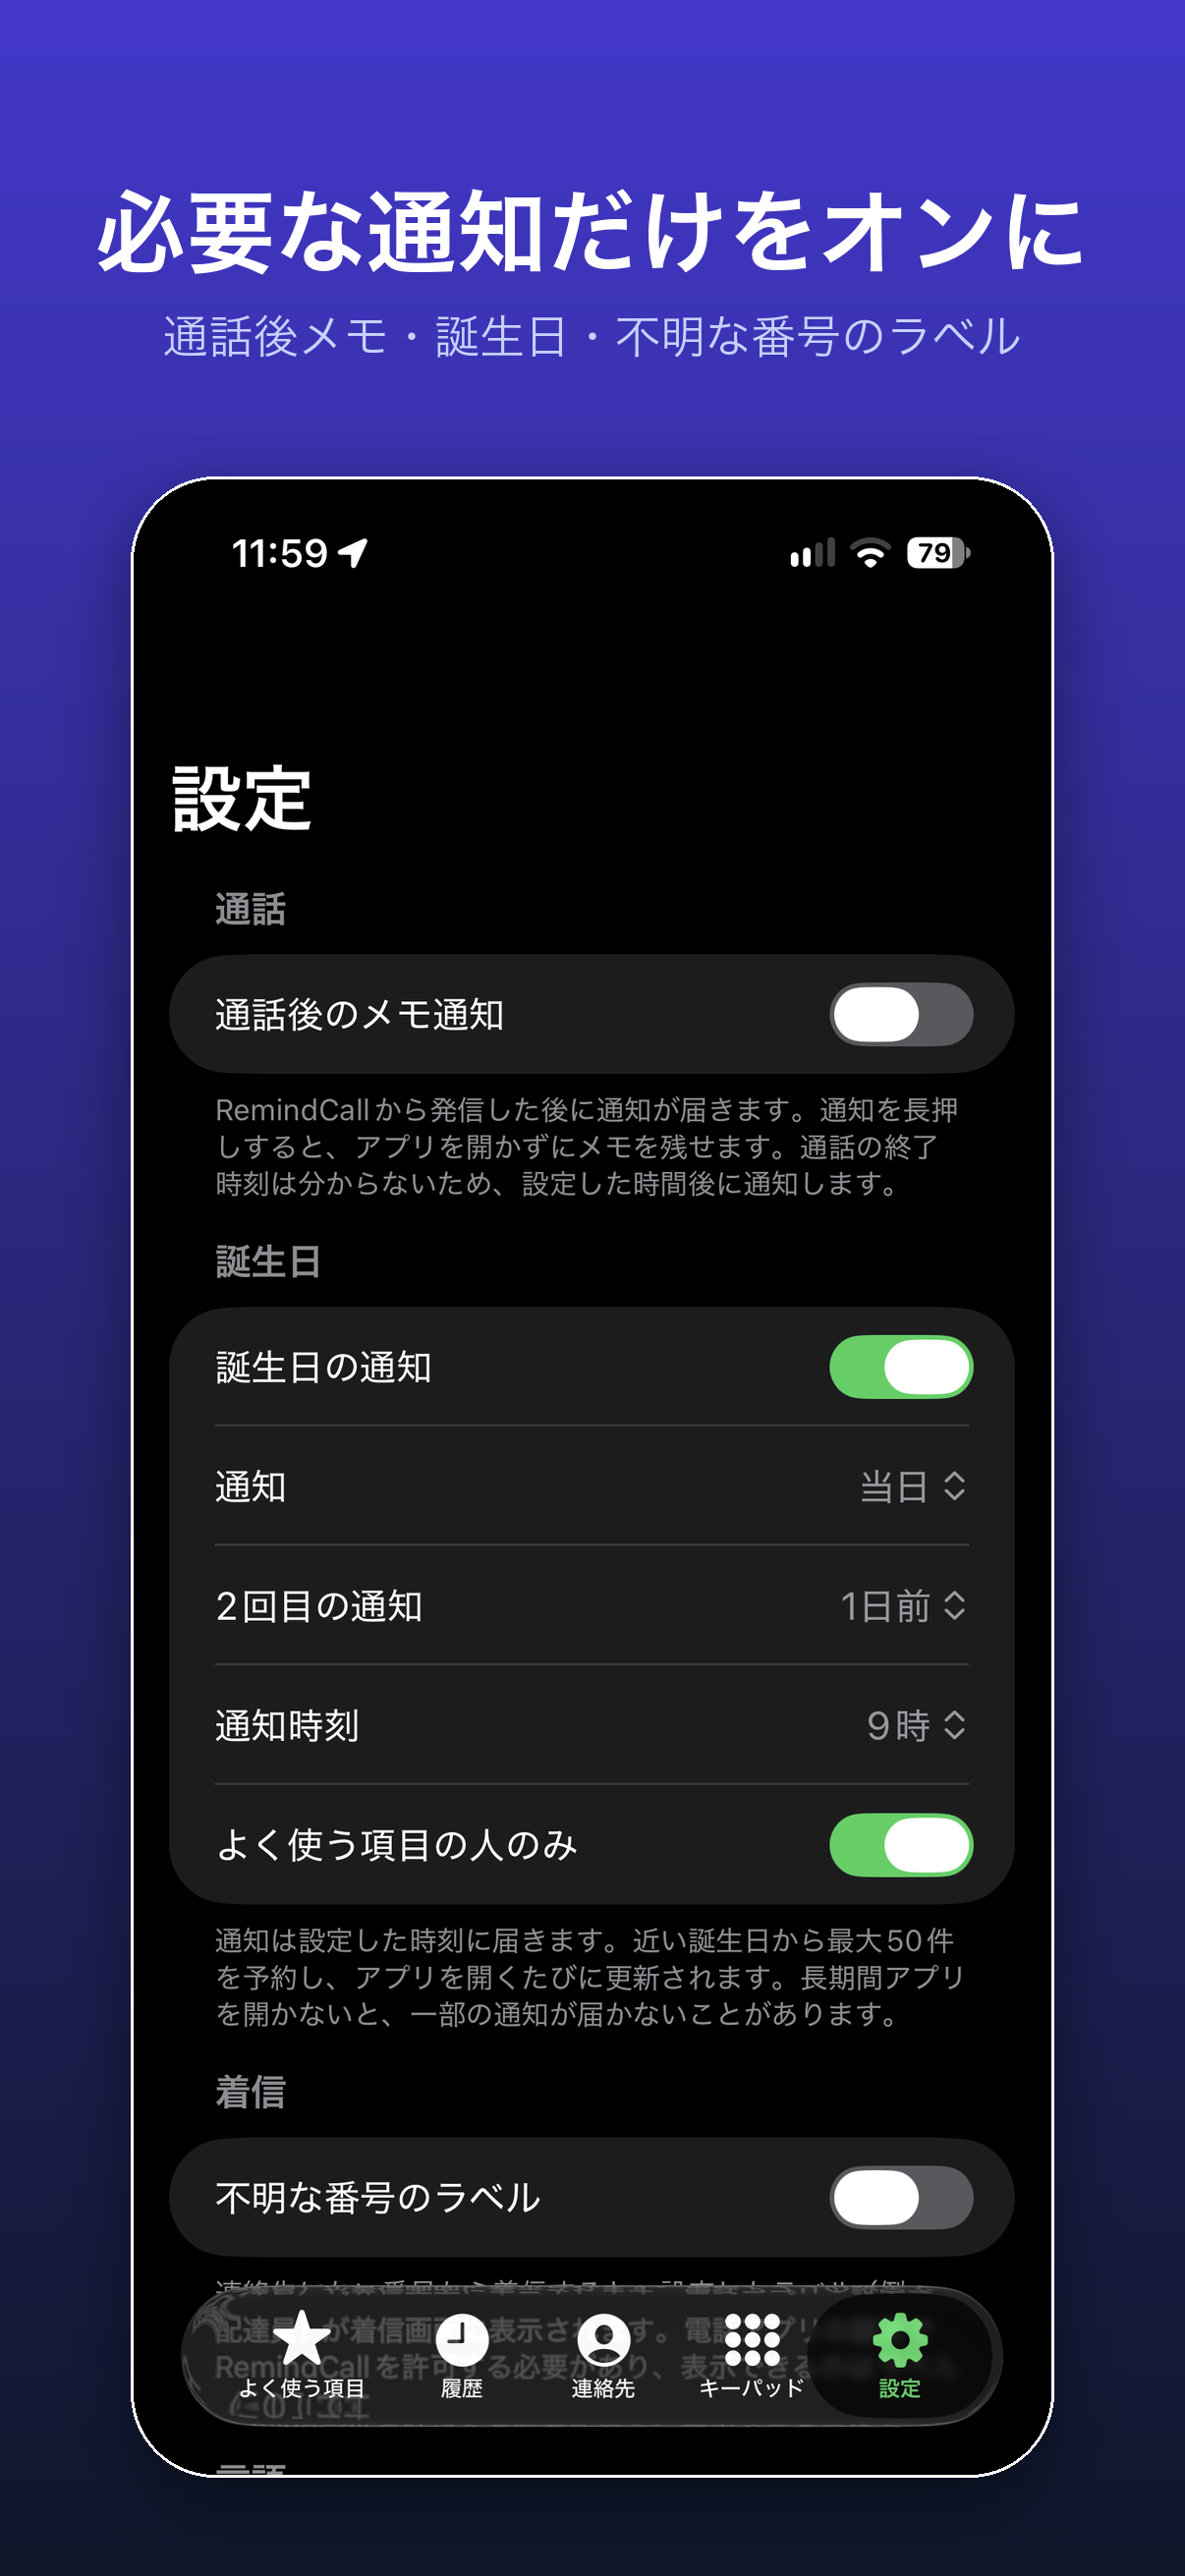 必要な通知だけをオンに
通話後メモ・誕生日・不明な番号のラベル
11:59
79
設定
通話
通話後のメモ通知
RemindCallから発信した後に通知が届きます。通知を長押
しすると、アプリを開かずにメモを残せます。通話の終了
時刻は分からないため、設定した時間後に通知します。
誕生日
誕生日の通知
通知 当日
2回目の通知 1日前
通知時刻 9時
よく使う項目の人のみ
通知は設定した時刻に届きます。近い誕生日から最大50件
を予約し、アプリを開くたびに更新されます。長期間アプリ
を開かないと、一部の通知が届かないことがあります。
着信
不明な番号のラベル
よく使う項目 履歴 連絡先 キーパッド 設定